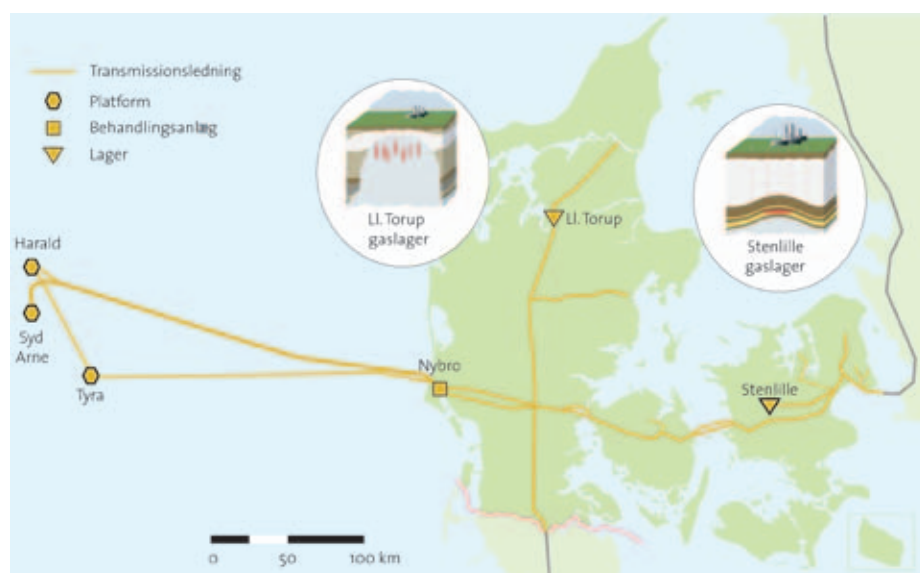 Transmissionsledning
Platform
Behandlingsanlæg
Lager
Ll. Torup
gaslager
Ll. Torup
Stenlille
gaslager
Harald
Syd
Arne
Tyra
Nybro
Stenlille
0 50 100 km